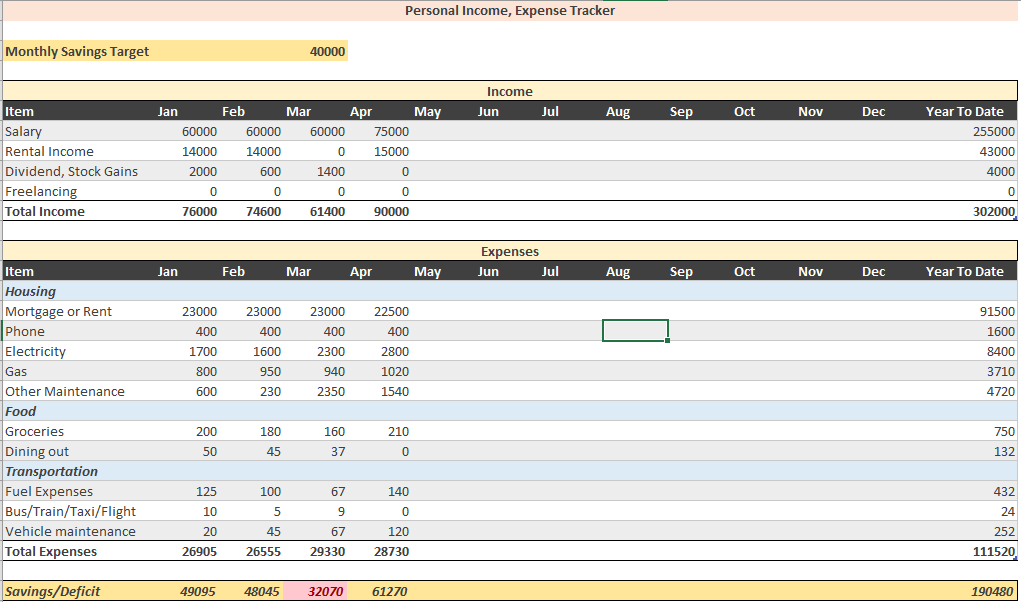 Personal Income, Expense Tracker
Monthly Savings Target 40000
Income
Item Jan Feb Mar Apr May Jun Jul Aug Sep Oct Nov Dec Year To Date
Salary 60000 60000 60000 75000 255000
Rental Income 14000 14000 0 15000 43000
Dividend, Stock Gains 2000 600 1400 0 4000
Freelancing 0 0 0 0 0
Total Income 76000 74600 61400 90000 302000
Expenses
Item Jan Feb Mar Apr May Jun Jul Aug Sep Oct Nov Dec Year To Date
Housing
Mortgage or Rent 23000 23000 23000 22500 91500
Phone 400 400 400 400 1600
Electricity 1700 1600 2300 2800 8400
Gas 800 950 940 1020 3710
Other Maintenance 600 230 2350 1540 4720
Food
Groceries 200 180 160 210 750
Dining out 50 45 37 0 132
Transportation
Fuel Expenses 125 100 67 140 432
Bus/Train/Taxi/Flight 10 5 9 0 24
Vehicle maintenance 20 45 67 120 252
Total Expenses 26905 26555 29330 28730 111520
Savings/Deficit 49095 48045 32070 61270 190480